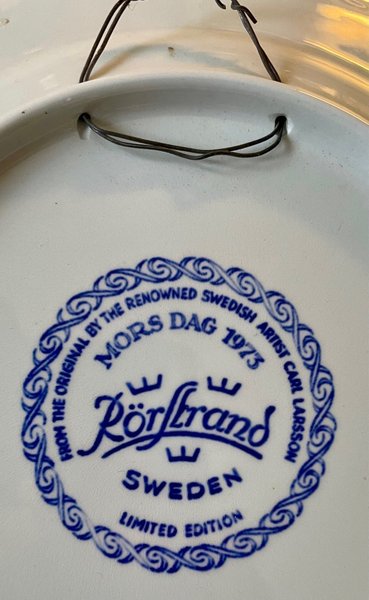 FROM THE ORIGINAL BY THE RENOWNED SWEDISH ARTIST CARL LARSSON
MORS DAG 1973
Rörstrand
SWEDEN
LIMITED EDITION